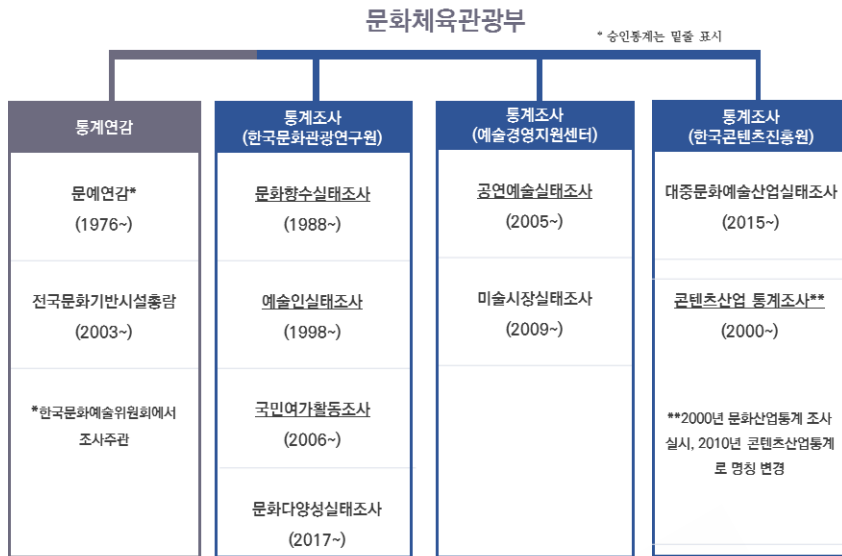 문화체육관광부
* 승인통계는 밑줄 표시
통계연감
문예연감*
(1976~)
전국문화기반시설총람
(2003~)
*한국문화예술위원회에서
조사주관
통계조사
(한국문화관광연구원)
문화향수실태조사
(1988~)
예술인실태조사
(1998~)
국민여가활동조사
(2006~)
문화다양성실태조사
(2017~)
통계조사
(예술경영지원센터)
공연예술실태조사
(2005~)
미술시장실태조사
(2009~)
통계조사
(한국콘텐츠진흥원)
대중문화예술산업실태조사
(2015~)
콘텐츠산업 통계조사**
(2000~)
**2000년 문화산업통계 조사
실시, 2010년 콘텐츠산업통계
로 명칭 변경